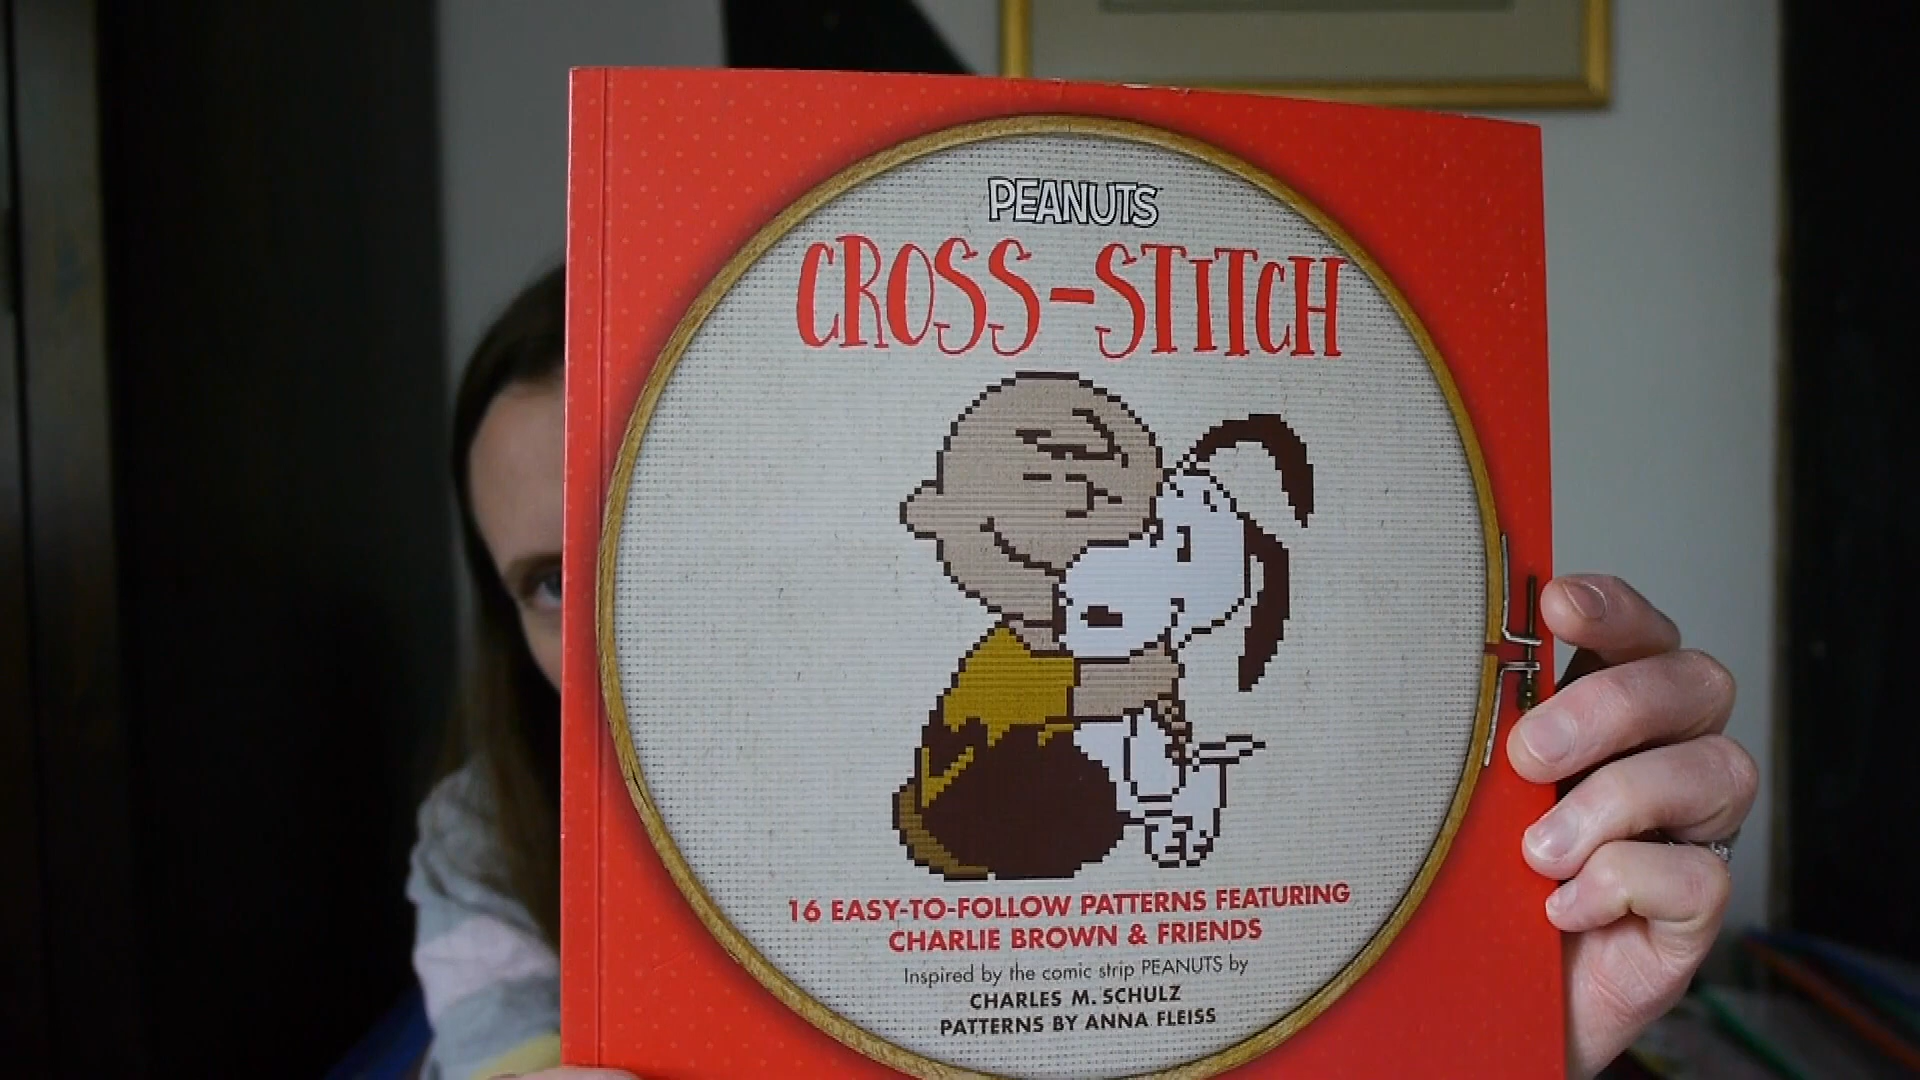 PEANUTS
CROSS-STITCH
16 EASY-TO-FOLLOW PATTERNS FEATURING
CHARLIE BROWN & FRIENDS
Inspired by the comic strip PEANUTS by
CHARLES M. SCHULZ
PATTERNS BY ANNA FLEISS